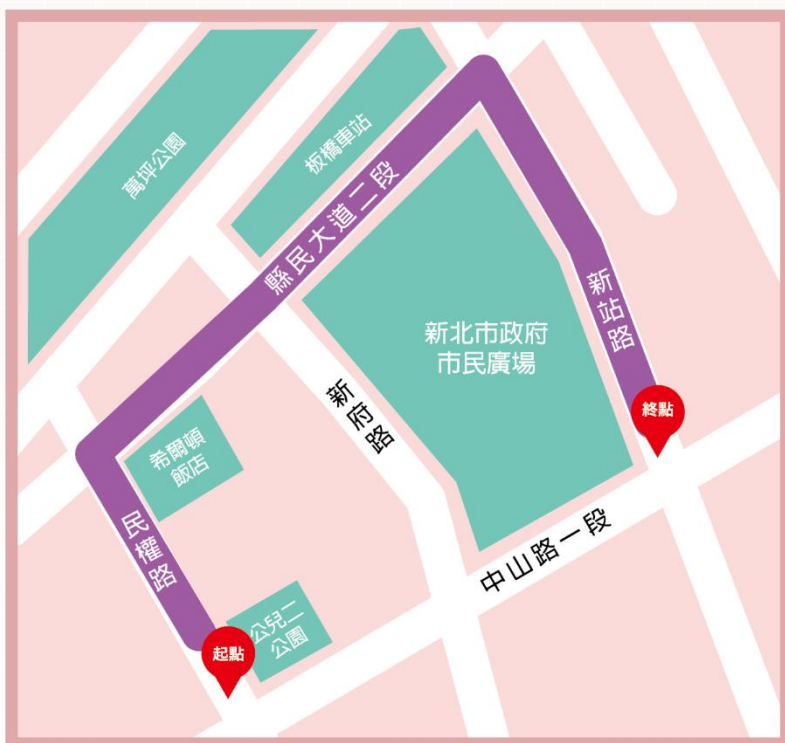 萬坪公園
板橋車站
縣民大道二段
新站路
新北市政府
市民廣場
新府路
終點
希爾頓
飯店
民權路
中山路一段
公兒二
公園
起點